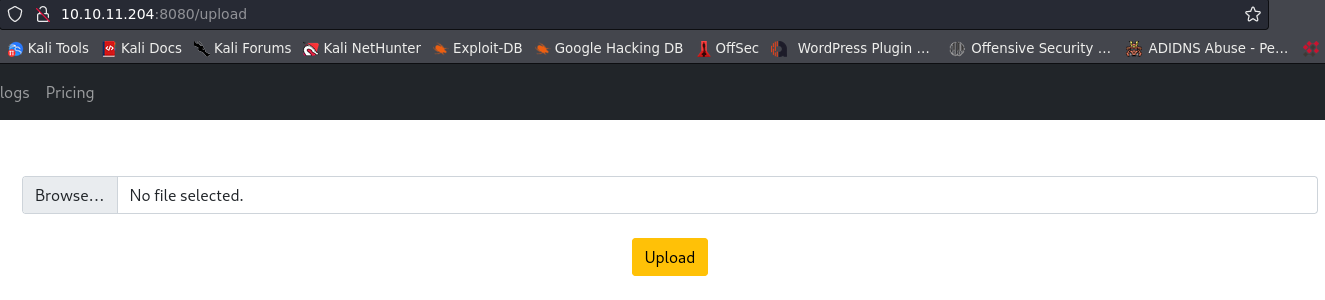 10.10.11.204:8080/upload
Kali Tools Kali Docs Kali Forums Kali NetHunter Exploit-DB Google Hacking DB OffSec WordPress Plugin ... Offensive Security ... ADIDNS Abuse - Pe...
logs Pricing
Browse... No file selected.
Upload